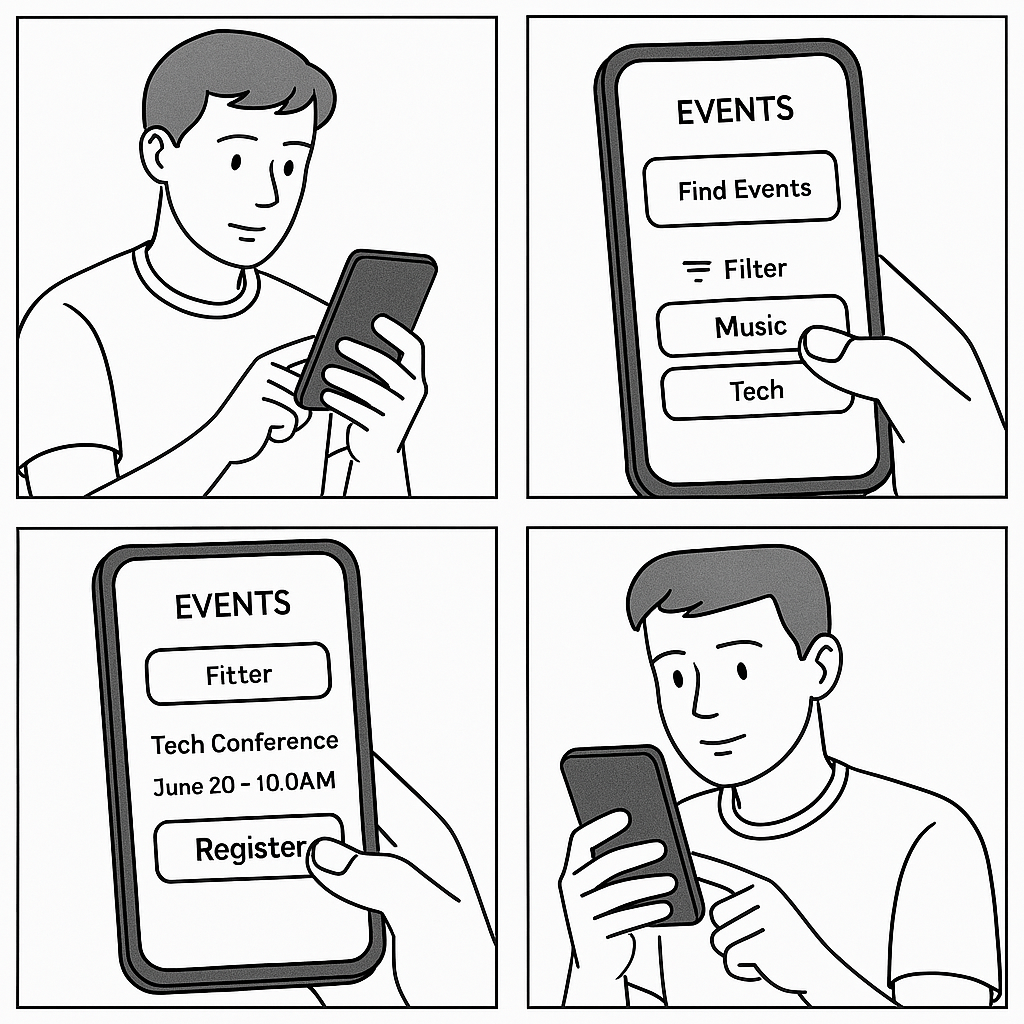 EVENTS
Find Events
Filter
Music
Tech
EVENTS
Fitter
Tech Conference
June 20 – 10.0AM
Register